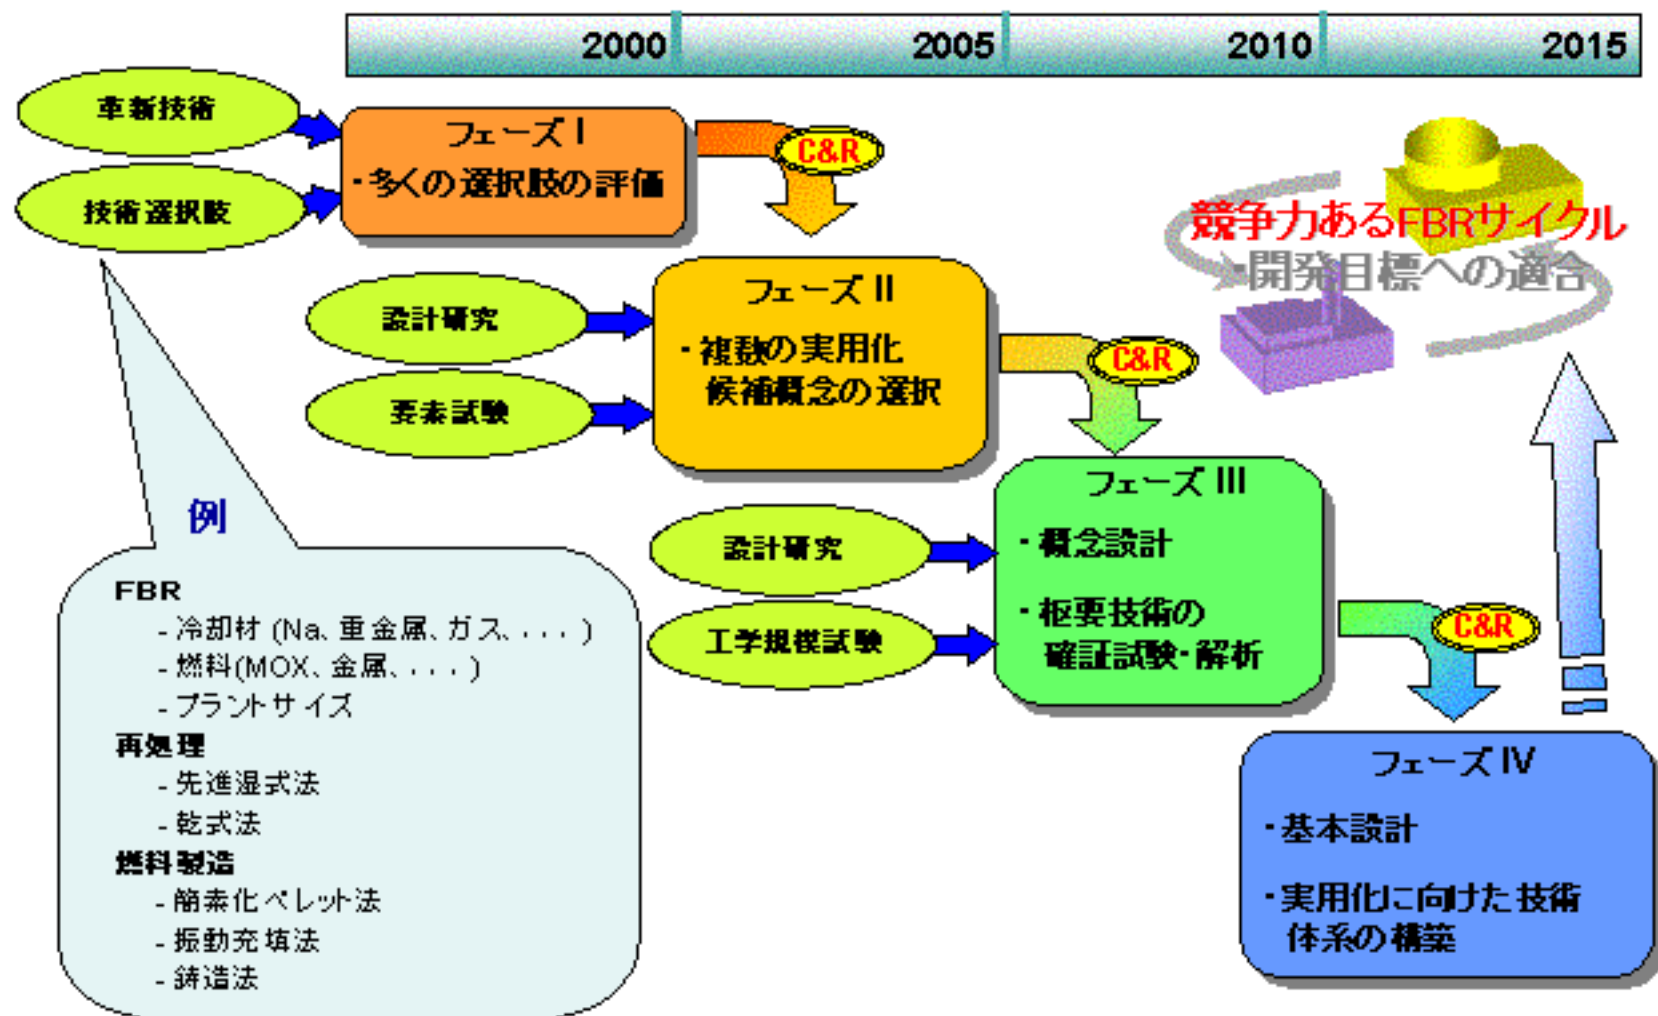 2000
2005
2010
2015
革新技術
技術選択肢
フェーズ I
・多くの選択肢の評価
C&R
設計研究
要素試験
フェーズ II
・複数の実用化
候補概念の選択
C&R
競争力あるFBRサイクル
・開発目標への適合
設計研究
工学規模試験
フェーズ III
・概念設計
・枢要技術の
確証試験・解析
C&R
フェーズ IV
・基本設計
・実用化に向けた技術
体系の構築
例
FBR
- 冷却材 (Na、重金属、ガス、...)
- 燃料(MOX、金属、...)
- プラントサイズ
再処理
- 先進湿式法
- 乾式法
燃料製造
- 簡素化ペレット法
- 振動充填法
- 鋳造法